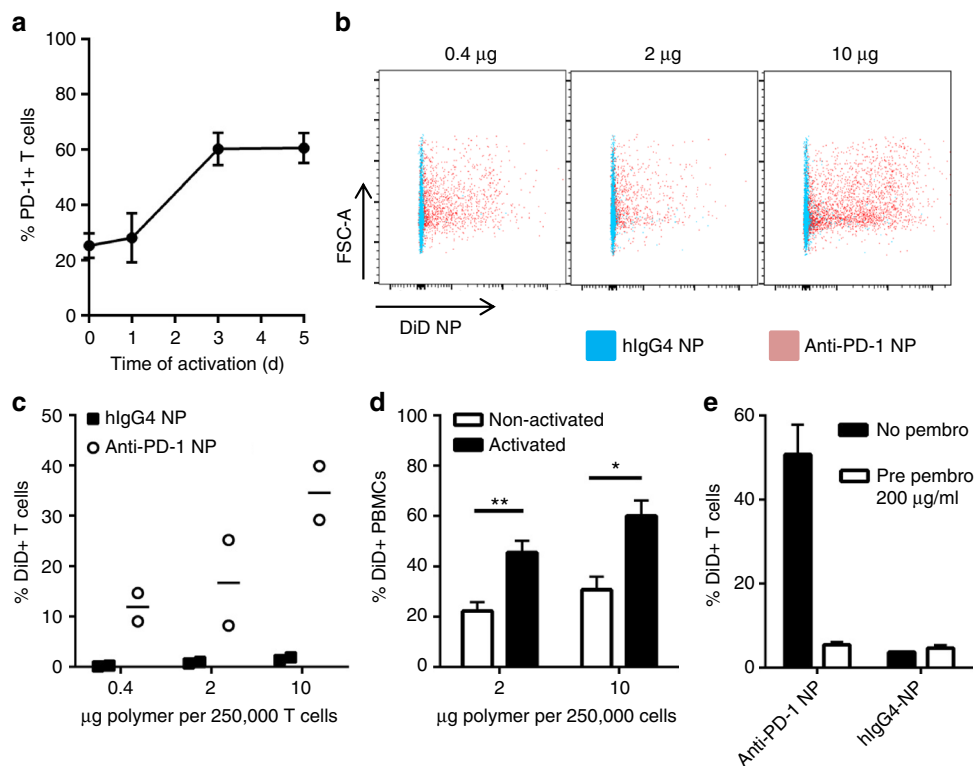 a
100
80
60
40
20
0
% PD-1+ T cells
0 1 2 3 4 5
Time of activation (d)
b
0.4 µg
2 µg
10 µg
FSC-A
DiD NP
hIgG4 NP
Anti-PD-1 NP
c
50
40
30
20
10
0
% DiD+ T cells
hIgG4 NP
Anti-PD-1 NP
0.4 2 10
µg polymer per 250,000 T cells
d
100
80
60
40
20
0
% DiD+ PBMCs
Non-activated
Activated
**
*
2 10
µg polymer per 250,000 cells
e
60
40
20
0
% DiD+ T cells
No pembro
Pre pembro
200 µg/ml
Anti-PD-1 NP
hIgG4-NP